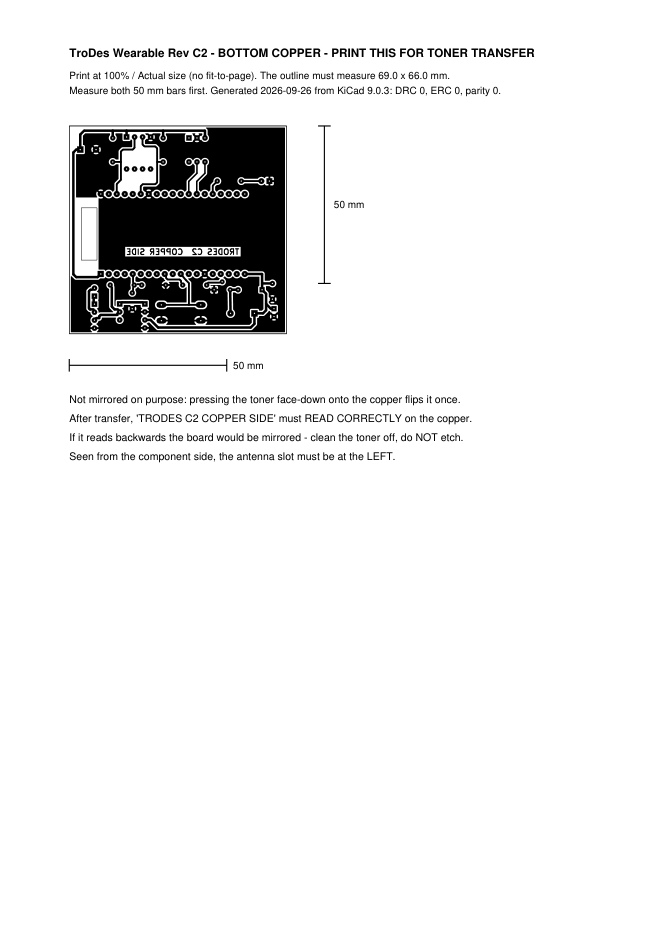 TroDes Wearable Rev C2 - BOTTOM COPPER - PRINT THIS FOR TONER TRANSFER
Print at 100% / Actual size (no fit-to-page). The outline must measure 69.0 x 66.0 mm.
Measure both 50 mm bars first. Generated 2026-09-26 from KiCad 9.0.3: DRC 0, ERC 0, parity 0.
50 mm
TRODES C2 COPPER SIDE
50 mm
Not mirrored on purpose: pressing the toner face-down onto the copper flips it once.
After transfer, 'TRODES C2 COPPER SIDE' must READ CORRECTLY on the copper.
If it reads backwards the board would be mirrored - clean the toner off, do NOT etch.
Seen from the component side, the antenna slot must be at the LEFT.